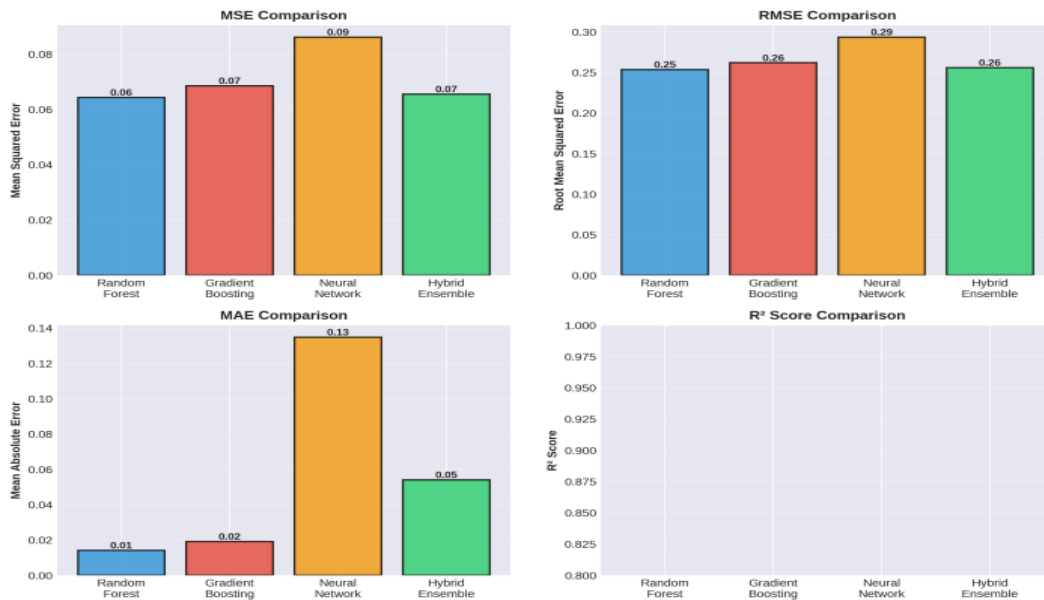 MSE Comparison
Mean Squared Error
0.08
0.06
0.04
0.02
0.00
0.06
0.07
0.09
0.07
Random
Forest
Gradient
Boosting
Neural
Network
Hybrid
Ensemble
RMSE Comparison
Root Mean Squared Error
0.30
0.25
0.20
0.15
0.10
0.05
0.00
0.25
0.26
0.29
0.26
Random
Forest
Gradient
Boosting
Neural
Network
Hybrid
Ensemble
MAE Comparison
Mean Absolute Error
0.14
0.12
0.10
0.08
0.06
0.04
0.02
0.00
0.01
0.02
0.13
0.05
Random
Forest
Gradient
Boosting
Neural
Network
Hybrid
Ensemble
R² Score Comparison
R² Score
1.000
0.975
0.950
0.925
0.900
0.875
0.850
0.825
0.800
Random
Forest
Gradient
Boosting
Neural
Network
Hybrid
Ensemble